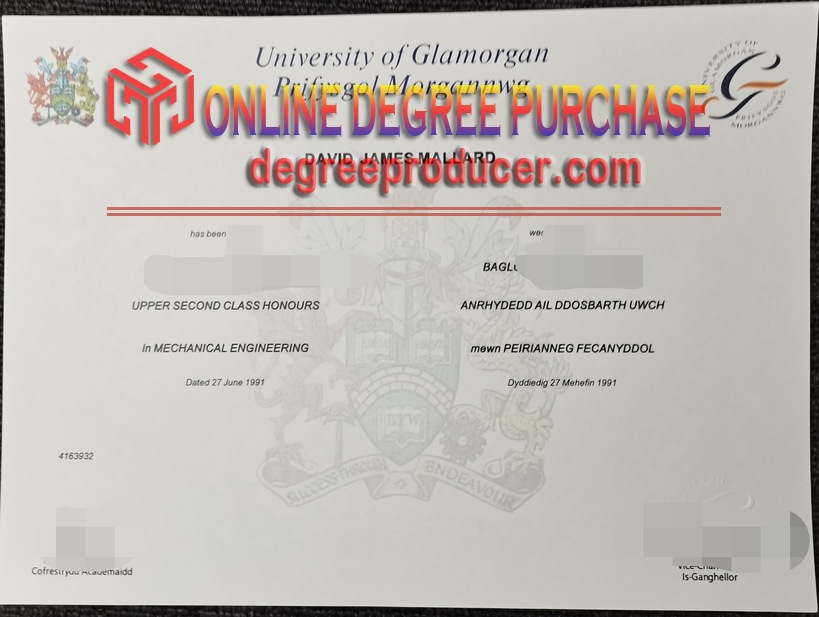 University of Glamorgan
Prifysgol Morgannwg
ONLINE DEGREE PURCHASE
DAVID JAMES MALLARD
degreeproducer.com
has been
UPPER SECOND CLASS HONOURS
ANRHYDEDD AIL DDOSBARTH UWCH
in MECHANICAL ENGINEERING
mewn PEIRIANNEG FECANYDDOL
Dated 27 June 1991
Dyddiedig 27 Mehefin 1991
4163932
SUCCESS THROUGH ENDEAVOUR
Is-Ganghellor